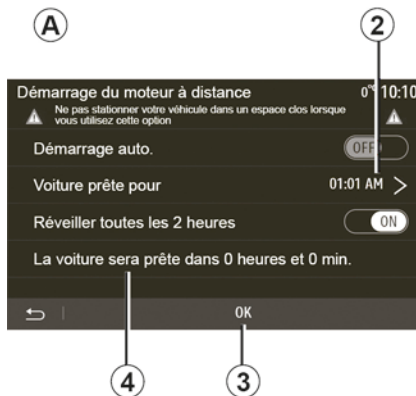 A
2
Démarrage du moteur à distance 0°C 10:10
Ne pas stationner votre véhicule dans un espace clos lorsque
vous utilisez cette option
Démarrage auto. OFF
Voiture prête pour 01:01 AM >
Réveiller toutes les 2 heures ON
La voiture sera prête dans 0 heures et 0 min.
OK
4
3